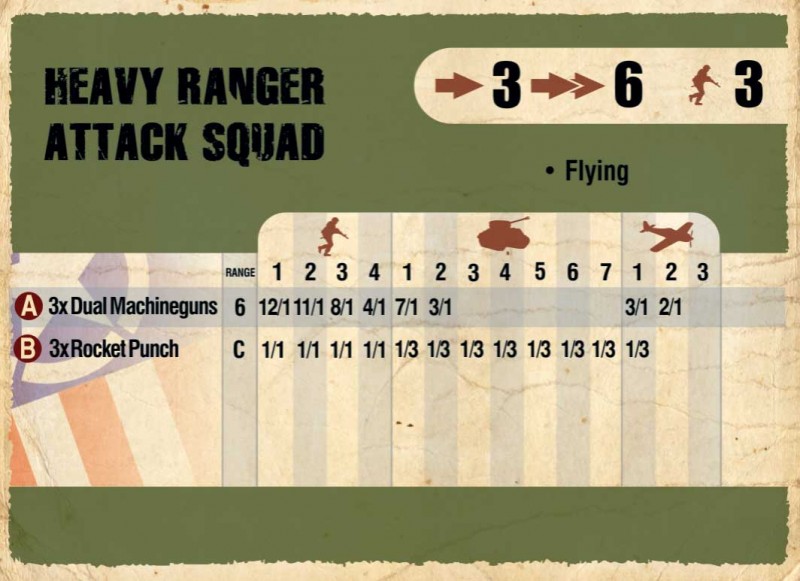 HEAVY RANGER
ATTACK SQUAD
3 6 3
• Flying
RANGE 1 2 3 4 1 2 3 4 5 6 7 1 2 3
A 3x Dual Machineguns 6 12/1 11/1 8/1 4/1 7/1 3/1 3/1 2/1
B 3x Rocket Punch C 1/1 1/1 1/1 1/1 1/3 1/3 1/3 1/3 1/3 1/3 1/3 1/3